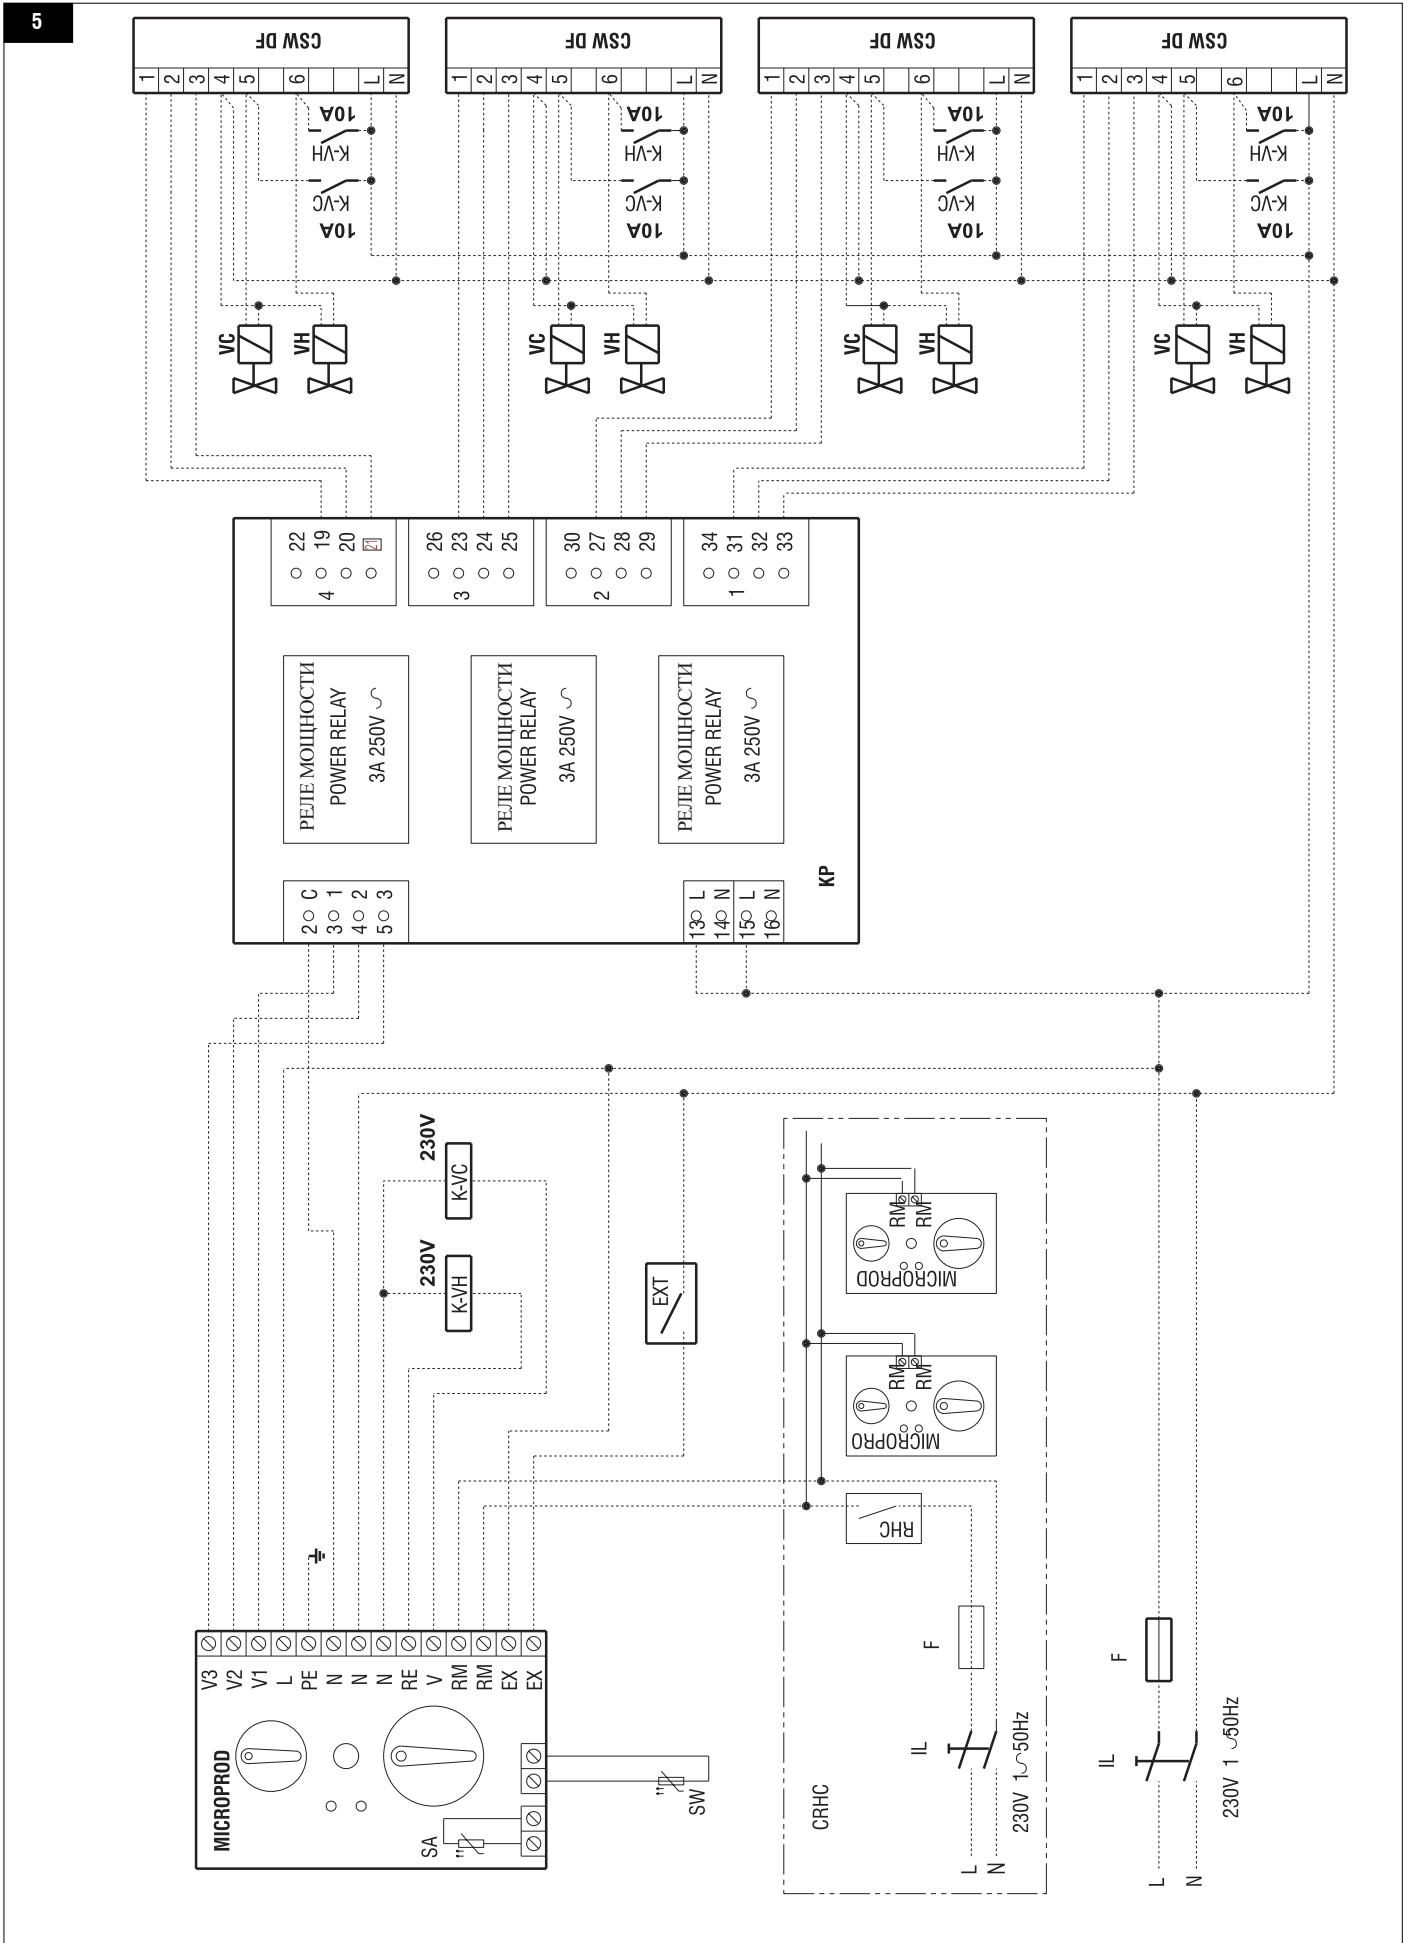 5
CSW DF
CSW DF
CSW DF
CSW DF
1 2 3 4 5 6 L N
1 2 3 4 5 6 L N
1 2 3 4 5 6 L N
1 2 3 4 5 6 L N
10A
K-VH
K-VC
10A
10A
K-VH
K-VC
10A
10A
K-VH
K-VC
10A
10A
K-VH
K-VC
10A
VC
VH
VC
VH
VC
VH
VC
VH
22 19 20 21
4
26 23 24 25
3
30 27 28 29
2
34 31 32 33
1
РЕЛЕ МОЩНОСТИ
POWER RELAY
3A 250V
РЕЛЕ МОЩНОСТИ
POWER RELAY
3A 250V
РЕЛЕ МОЩНОСТИ
POWER RELAY
3A 250V
KP
2 C
3 1
4 2
5 3
13 L
14 N
15 L
16 N
230V
K-VC
230V
K-VH
EXT
RM
RM
MICROPROD
RM
RM
MICROPRO
RHC
F
IL
230V 1 50Hz
CRHC
L
N
F
IL
230V 1 50Hz
L
N
V3
V2
V1
L
PE
N
N
N
RE
V
RM
RM
EX
EX
MICROPROD
SA
SW